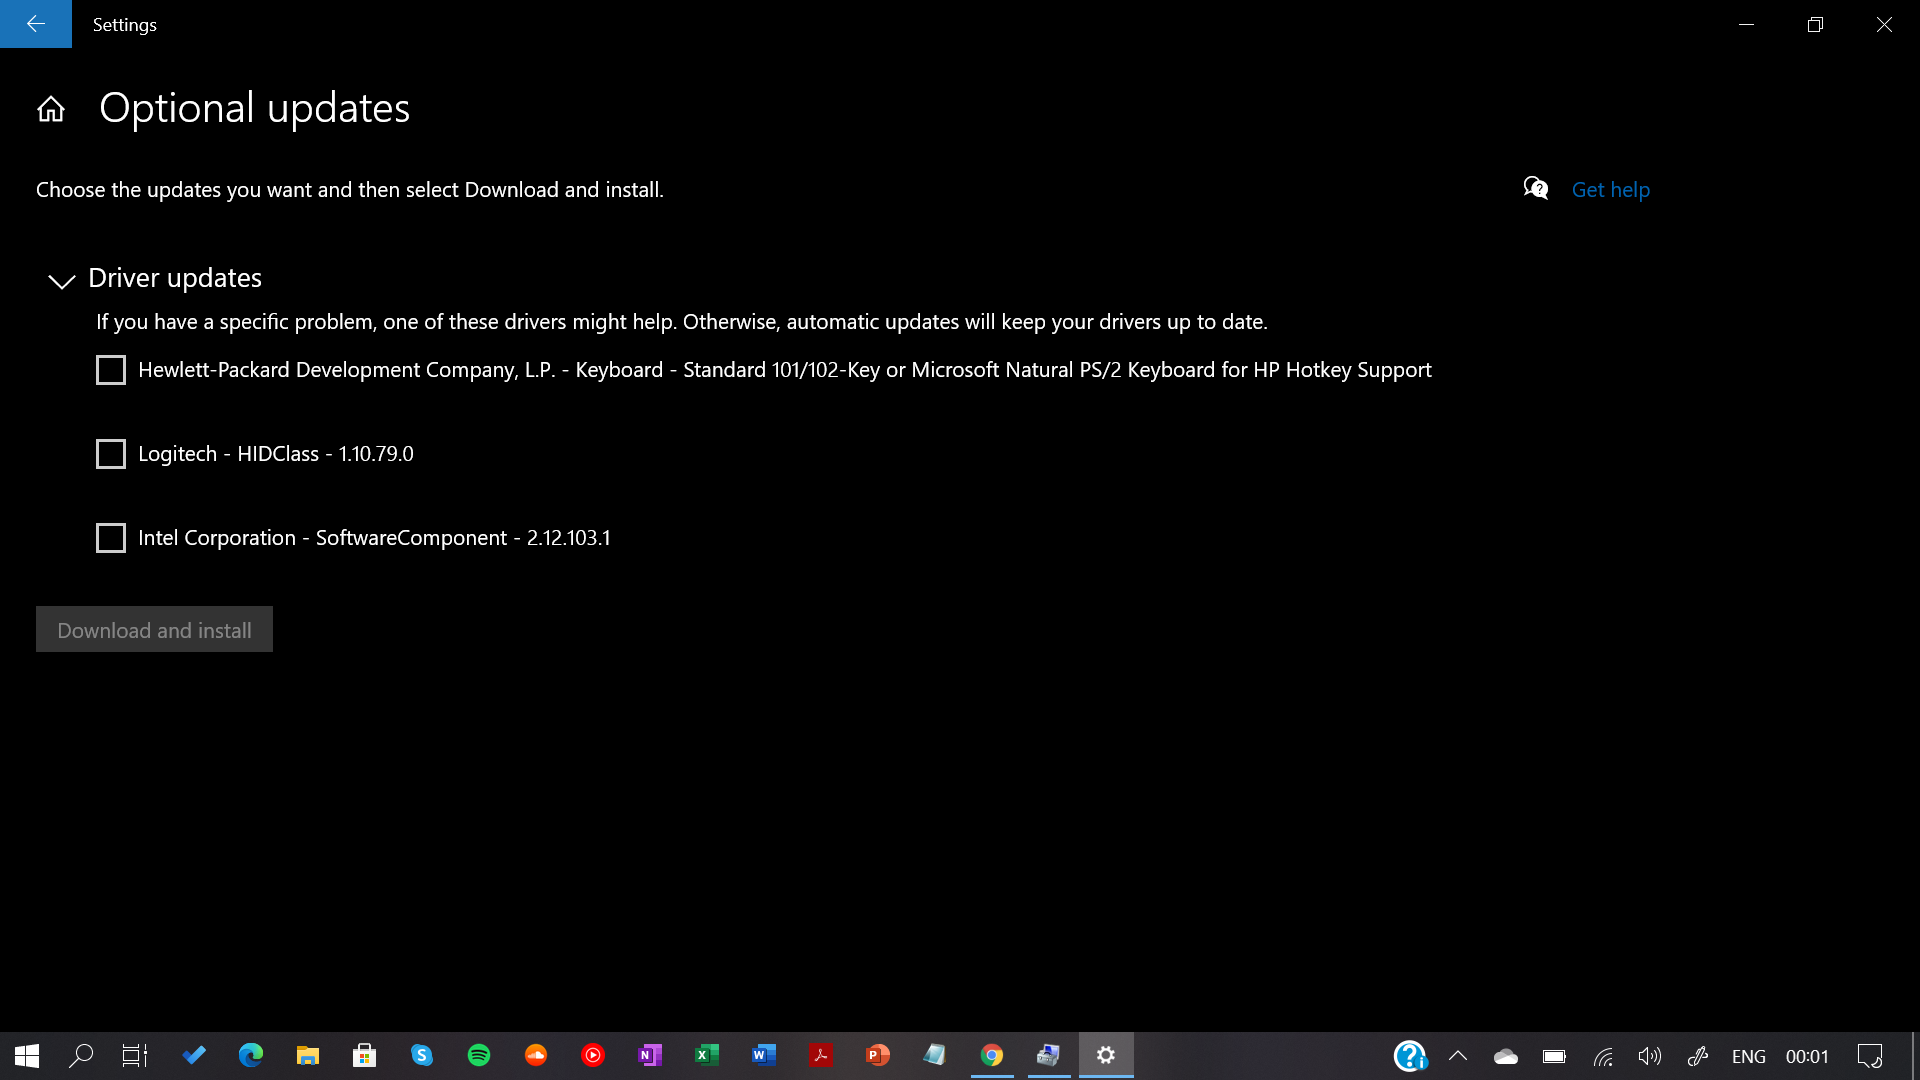 Settings
Optional updates
Choose the updates you want and then select Download and install.
Get help
Driver updates
If you have a specific problem, one of these drivers might help. Otherwise, automatic updates will keep your drivers up to date.
Hewlett-Packard Development Company, L.P. - Keyboard - Standard 101/102-Key or Microsoft Natural PS/2 Keyboard for HP Hotkey Support
Logitech - HIDClass - 1.10.79.0
Intel Corporation - SoftwareComponent - 2.12.103.1
Download and install
ENG 00:01